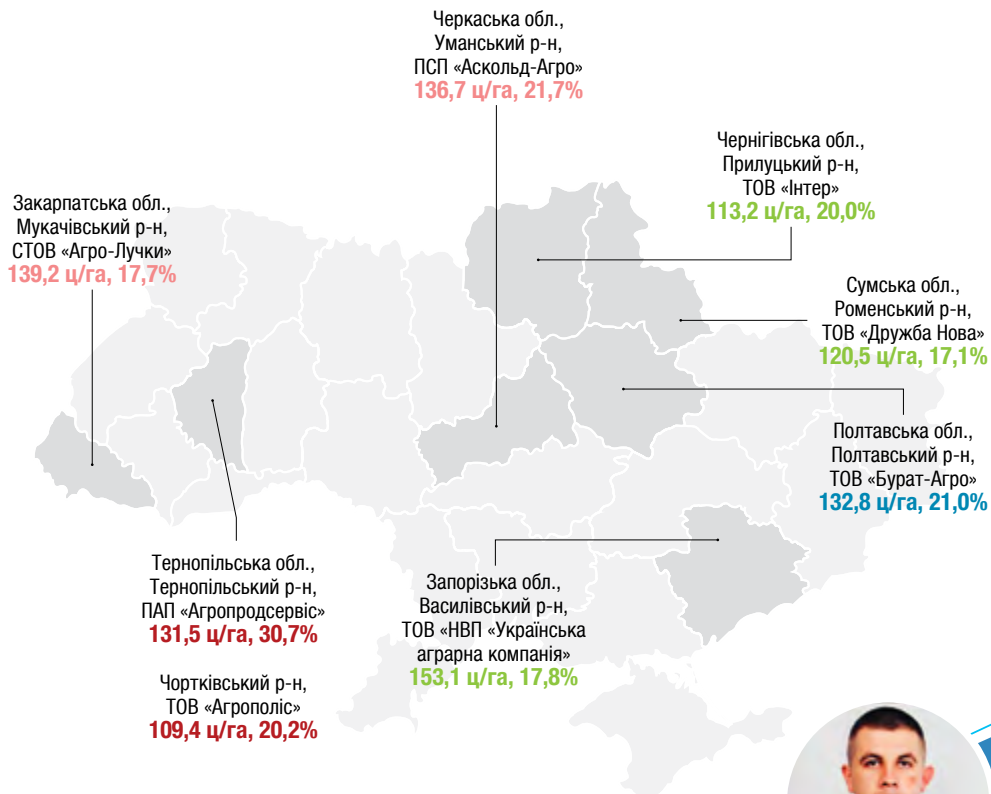 Черкаська обл.,
Уманський р-н,
ПСП «Аскольд-Агро»
136,7 ц/га, 21,7%
Чернігівська обл.,
Прилуцький р-н,
ТОВ «Інтер»
113,2 ц/га, 20,0%
Закарпатська обл.,
Мукачівський р-н,
СТОВ «Агро-Лучки»
139,2 ц/га, 17,7%
Сумська обл.,
Роменський р-н,
ТОВ «Дружба Нова»
120,5 ц/га, 17,1%
Полтавська обл.,
Полтавський р-н,
ТОВ «Бурат-Агро»
132,8 ц/га, 21,0%
Тернопільська обл.,
Тернопільський р-н,
ПАП «Агропродсервіс»
131,5 ц/га, 30,7%
Чортківський р-н,
ТОВ «Агрополіс»
109,4 ц/га, 20,2%
Запорізька обл.,
Василівський р-н,
ТОВ «НВП «Українська
аграрна компанія»
153,1 ц/га, 17,8%